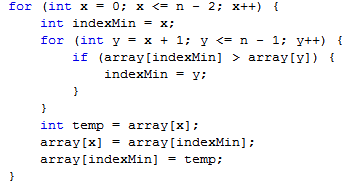 for (int x = 0; x <= n - 2; x++) {
    int indexMin = x;
    for (int y = x + 1; y <= n - 1; y++) {
        if (array[indexMin] > array[y]) {
            indexMin = y;
        }
    }
    int temp = array[x];
    array[x] = array[indexMin];
    array[indexMin] = temp;
}